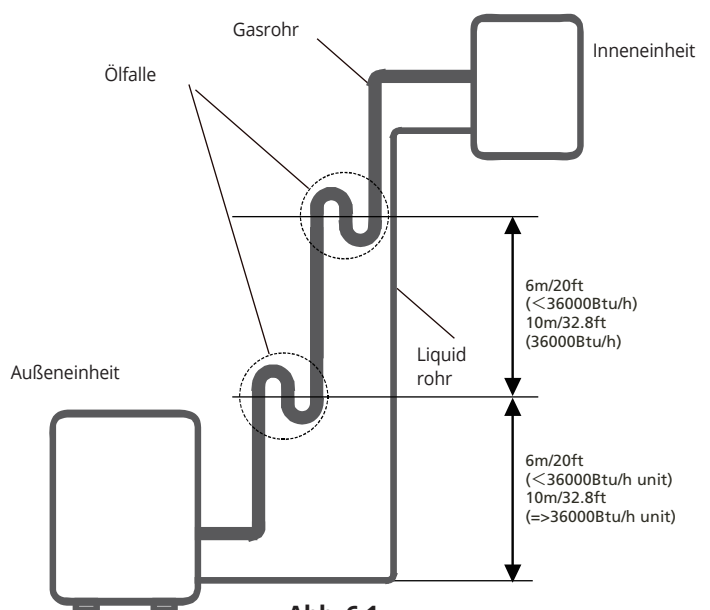 Gasrohr
Inneneinheit
Ölfalle
6m/20ft
(<36000Btu/h)
10m/32.8ft
(36000Btu/h)
Liquid
rohr
Außeneinheit
6m/20ft
(<36000Btu/h unit)
10m/32.8ft
(=>36000Btu/h unit)
Abb. 6.1